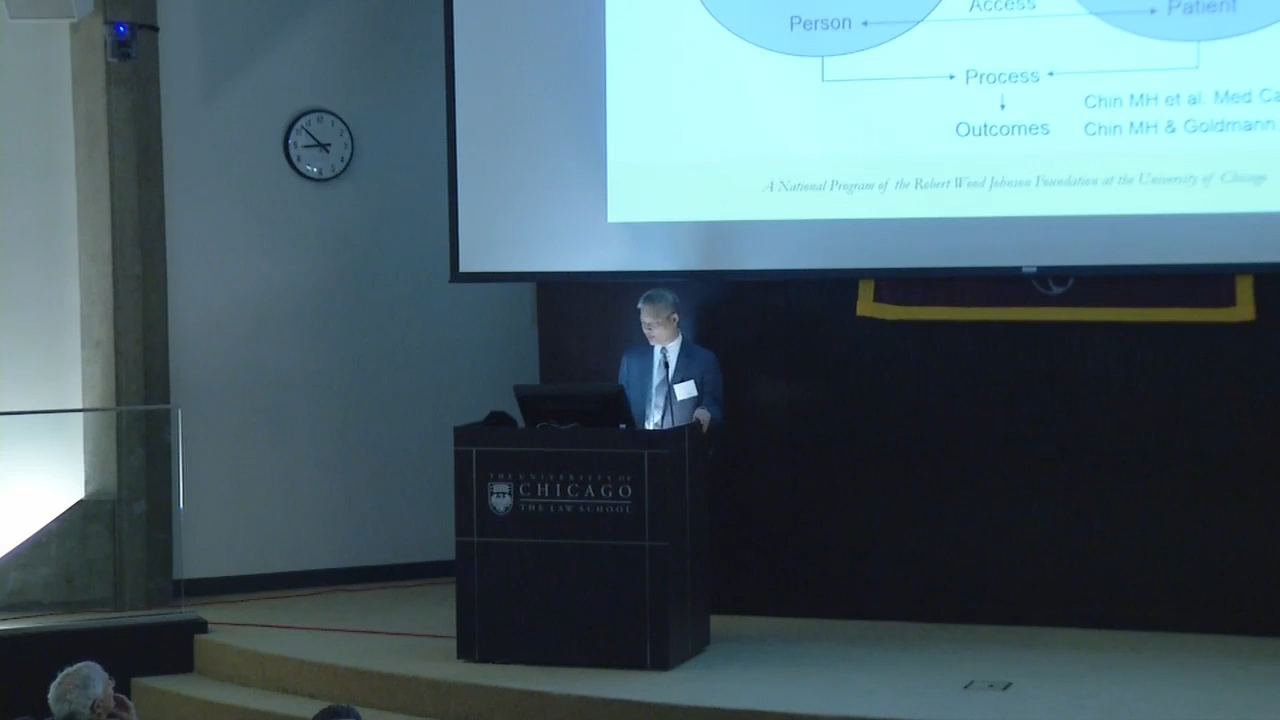 Access
Patient
Person
Process
Chin MH et al. Med Ca
Outcomes
Chin MH & Goldmann
A National Program of the Robert Wood Johnson Foundation at the University of Chicago
THE UNIVERSITY OF
CHICAGO
THE LAW SCHOOL